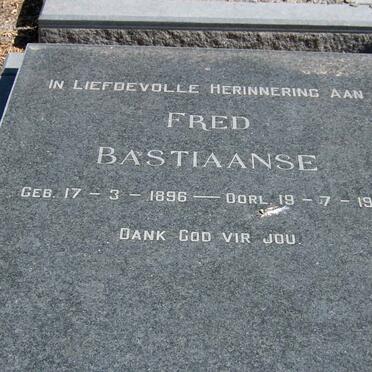 IN LIEFDEVOLLE HERINNERING AAN
FRED
BASTIAANSE
GEB. 17 - 3 - 1896 — OORL. 19 - 7 - 19
DANK GOD VIR JOU.